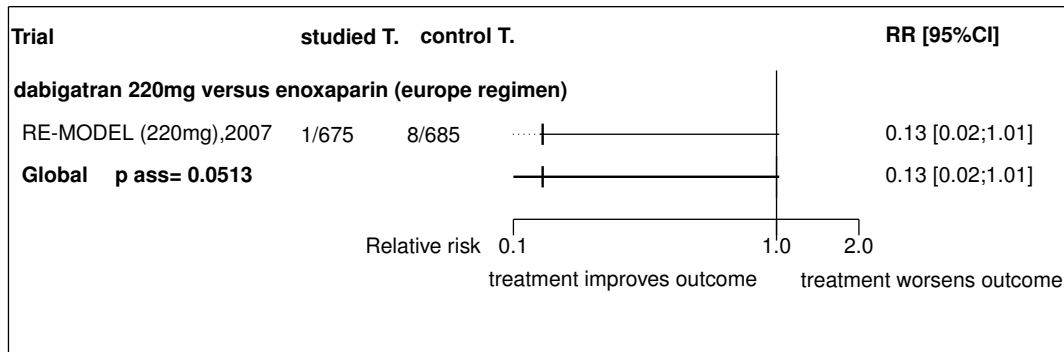 Trial studied T. control T. RR [95%CI]
dabigatran 220mg versus enoxaparin (europe regimen)
RE-MODEL (220mg),2007 1/675 8/685 0.13 [0.02;1.01]
Global p ass= 0.0513 0.13 [0.02;1.01]
Relative risk 0.1 1.0 2.0
treatment improves outcome treatment worsens outcome